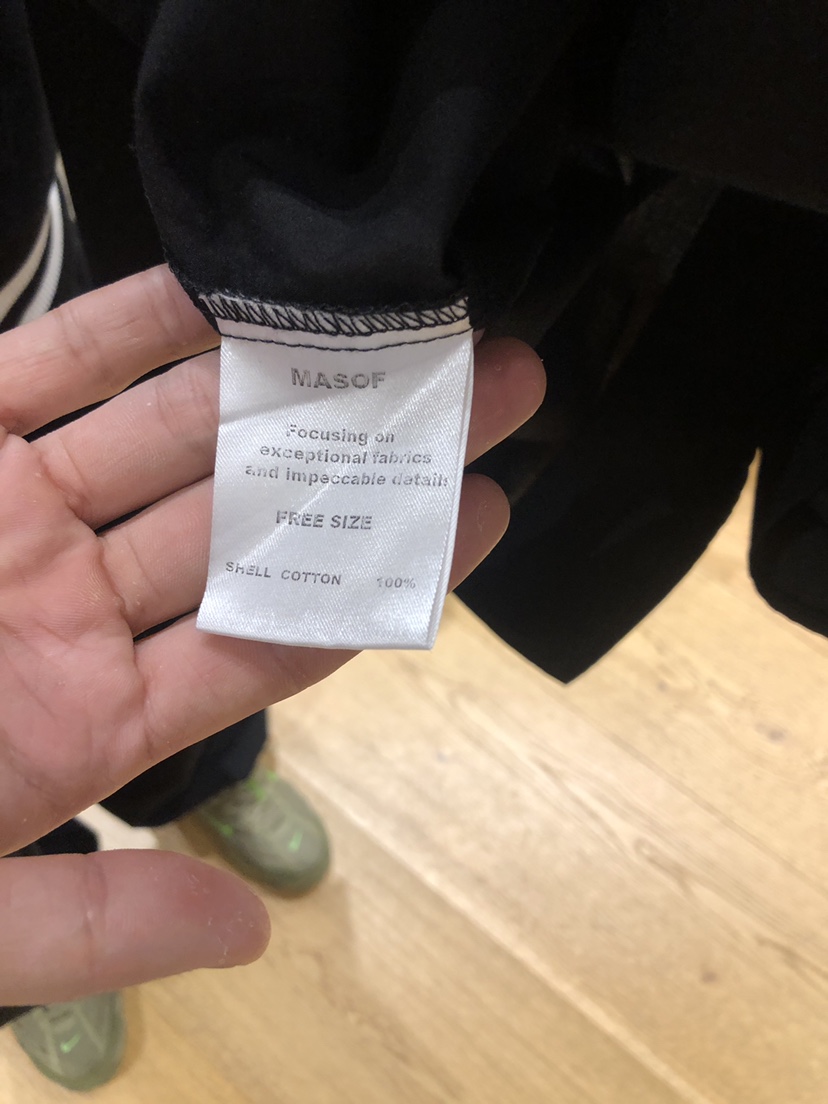 MASOF
Focusing on
exceptional fabrics
and impeccable details
FREE SIZE
SHELL COTTON 100%